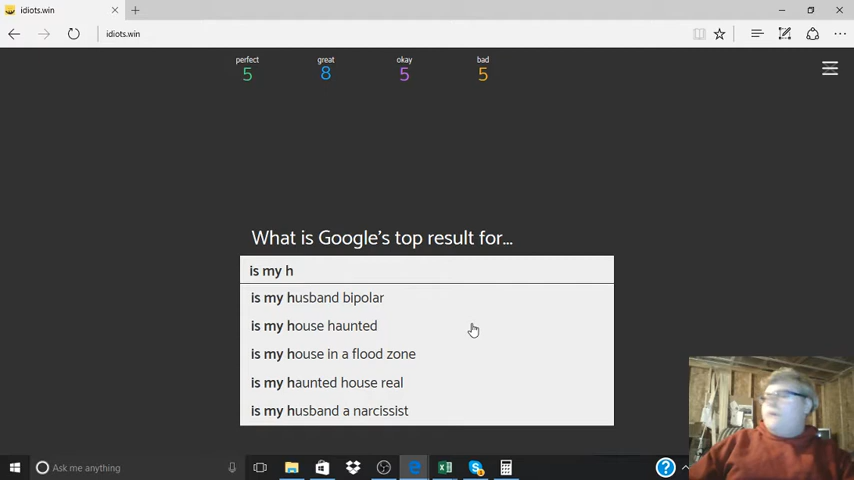 idiots.win
idiots.win
perfect great okay bad
5 8 5 5
What is Google's top result for...
is my h
is my husband bipolar
is my house haunted
is my house in a flood zone
is my haunted house real
is my husband a narcissist
Ask me anything